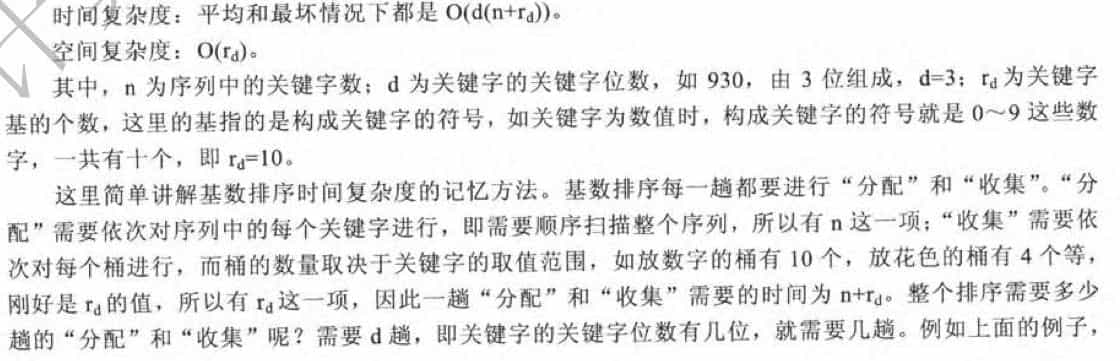 时间复杂度：平均和最坏情况下都是 O(d(n+rd))。
空间复杂度：O(rd)。
其中，n 为序列中的关键字数；d 为关键字的关键字位数，如 930，由 3 位组成，d=3；rd 为关键字
基的个数，这里的基指的是构成关键字的符号，如关键字为数值时，构成关键字的符号就是 0～9 这些数
字，一共有十个，即 rd=10。
这里简单讲解基数排序时间复杂度的记忆方法。基数排序每一趟都要进行“分配”和“收集”。“分
配”需要依次对序列中的每个关键字进行，即需要顺序扫描整个序列，所以有 n 这一项；“收集”需要依
次对每个桶进行，而桶的数量取决于关键字的取值范围，如放数字的桶有 10 个，放花色的桶有 4 个等，
刚好是 rd 的值，所以有 rd 这一项，因此一趟“分配”和“收集”需要的时间为 n+rd。整个排序需要多少
趟的“分配”和“收集”呢？需要 d 趟，即关键字的关键字位数有几位，就需要几趟。例如上面的例子，